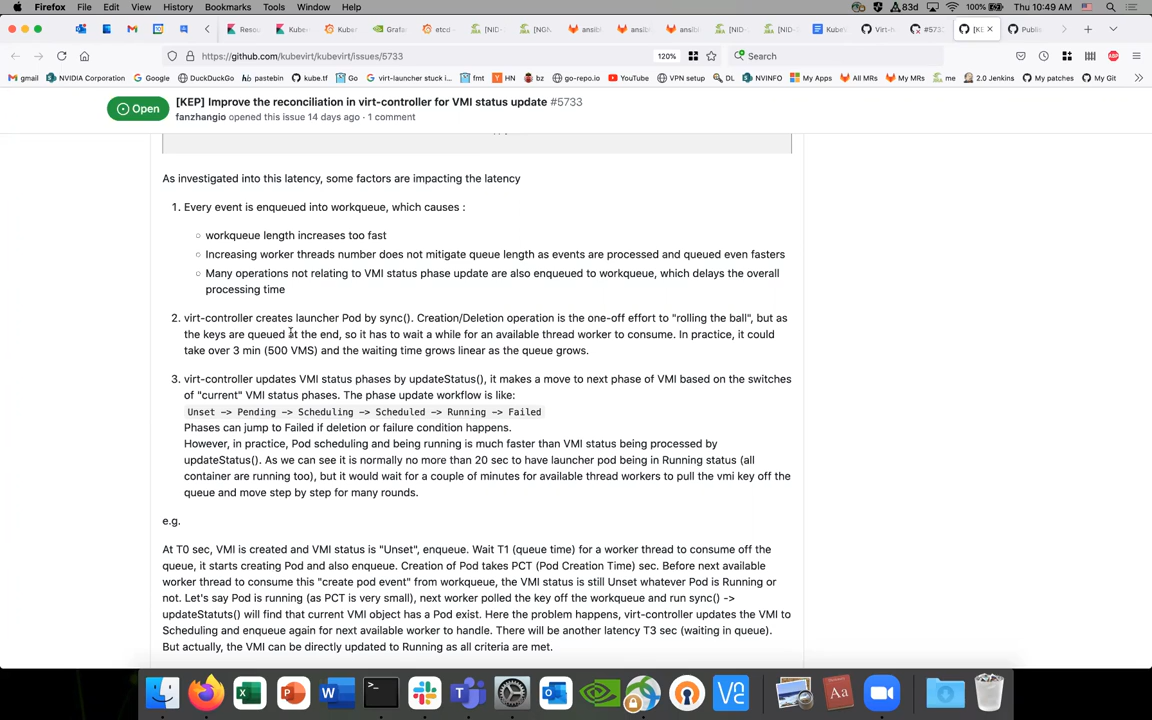 Firefox File Edit View History Bookmarks Tools Window Help 83d 100% Thu 10:49 AM
Reso Kuber Kuber Grafan etcd - [NID- [NGN ansibl ansibl ansibl [NID- [NID-1 KubeV Virt-h #573 [KE Publis
https://github.com/kubevirt/kubevirt/issues/5733 120% Search
gmail NVIDIA Corporation Google DuckDuckGo pastebin kube.tf Go virt-launcher stuck i... fmt HN bz go-repo.io YouTube VPN setup DL NVINFO My Apps All MRs My MRs me 2.0 Jenkins My patches My Git
Open [KEP] Improve the reconciliation in virt-controller for VMI status update #5733
fanzhangio opened this issue 14 days ago · 1 comment
As investigated into this latency, some factors are impacting the latency
1. Every event is enqueued into workqueue, which causes :
workqueue length increases too fast
Increasing worker threads number does not mitigate queue length as events are processed and queued even fasters
Many operations not relating to VMI status phase update are also enqueued to workqueue, which delays the overall
processing time
2. virt-controller creates launcher Pod by sync(). Creation/Deletion operation is the one-off effort to "rolling the ball", but as
the keys are queued at the end, so it has to wait a while for an available thread worker to consume. In practice, it could
take over 3 min (500 VMS) and the waiting time grows linear as the queue grows.
3. virt-controller updates VMI status phases by updateStatus(), it makes a move to next phase of VMI based on the switches
of "current" VMI status phases. The phase update workflow is like:
Unset -> Pending -> Scheduling -> Scheduled -> Running -> Failed
Phases can jump to Failed if deletion or failure condition happens.
However, in practice, Pod scheduling and being running is much faster than VMI status being processed by
updateStatus(). As we can see it is normally no more than 20 sec to have launcher pod being in Running status (all
container are running too), but it would wait for a couple of minutes for available thread workers to pull the vmi key off the
queue and move step by step for many rounds.
e.g.
At T0 sec, VMI is created and VMI status is "Unset", enqueue. Wait T1 (queue time) for a worker thread to consume off the
queue, it starts creating Pod and also enqueue. Creation of Pod takes PCT (Pod Creation Time) sec. Before next available
worker thread to consume this "create pod event" from workqueue, the VMI status is still Unset whatever Pod is Running or
not. Let's say Pod is running (as PCT is very small), next worker polled the key off the workqueue and run sync() ->
updateStatuts() will find that current VMI object has a Pod exist. Here the problem happens, virt-controller updates the VMI to
Scheduling and enqueue again for next available worker to handle. There will be another latency T3 sec (waiting in queue).
But actually, the VMI can be directly updated to Running as all criteria are met.